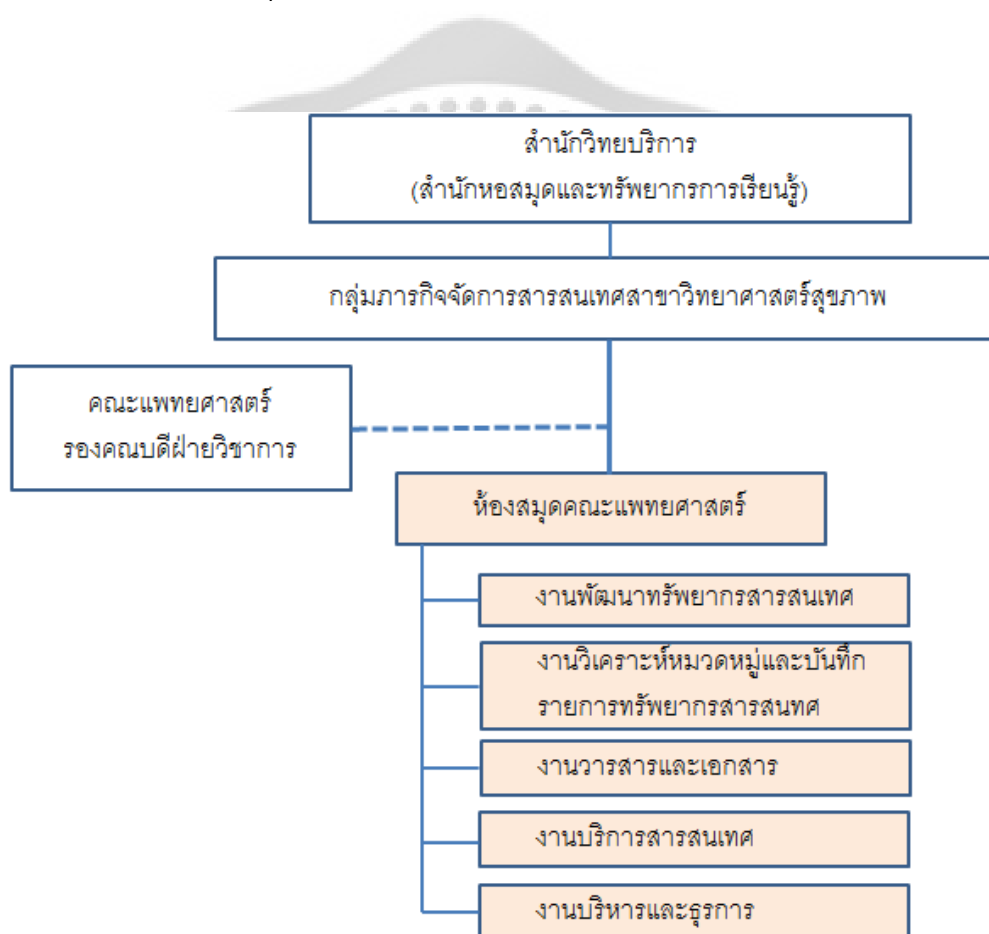 สำนักวิทยบริการ
(สำนักหอสมุดและทรัพยากรการเรียนรู้)
กลุ่มภารกิจจัดการสารสนเทศสาขาวิทยาศาสตร์สุขภาพ
คณะแพทยศาสตร์
รองคณบดีฝ่ายวิชาการ
ห้องสมุดคณะแพทยศาสตร์
งานพัฒนาทรัพยากรสารสนเทศ
งานวิเคราะห์หมวดหมู่และบันทึก
รายการทรัพยากรสารสนทศ
งานวารสารและเอกสาร
งานบริการสารสนเทศ
งานบริหารและธุรการ